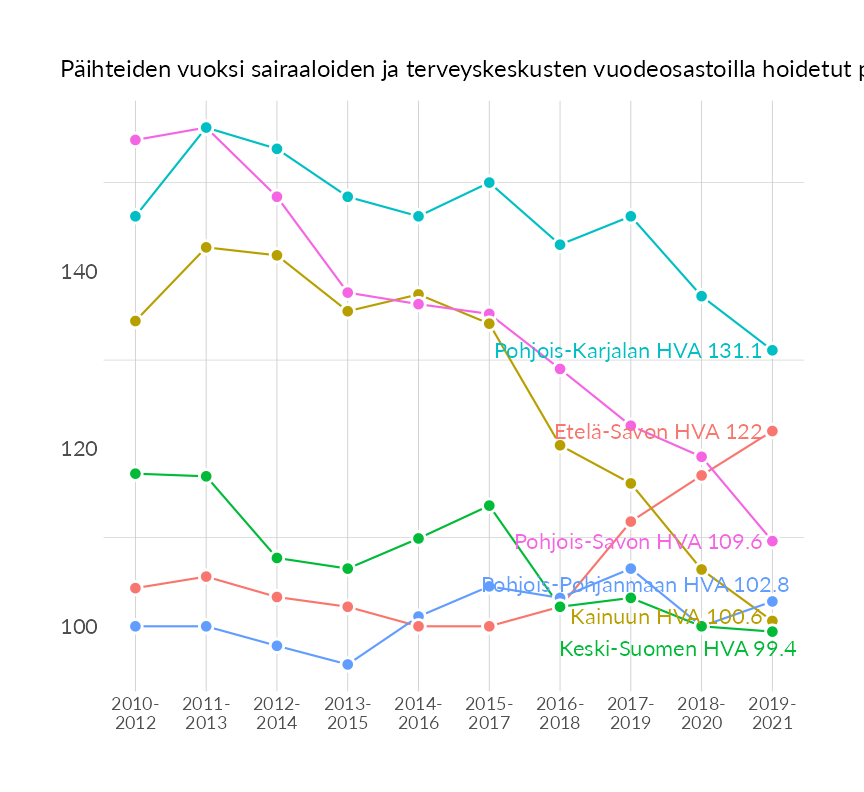 Päihteiden vuoksi sairaaloiden ja terveyskeskusten vuodeosastoilla hoidetut
140
120
100
Pohjois-Karjalan HVA 131.1
Etelä-Savon HVA 122
Pohjois-Savon HVA 109.6
Pohjois-Pohjanmaan HVA 102.8
Kainuun HVA 100.6
Keski-Suomen HVA 99.4
2010-2012
2011-2013
2012-2014
2013-2015
2014-2016
2015-2017
2016-2018
2017-2019
2018-2020
2019-2021